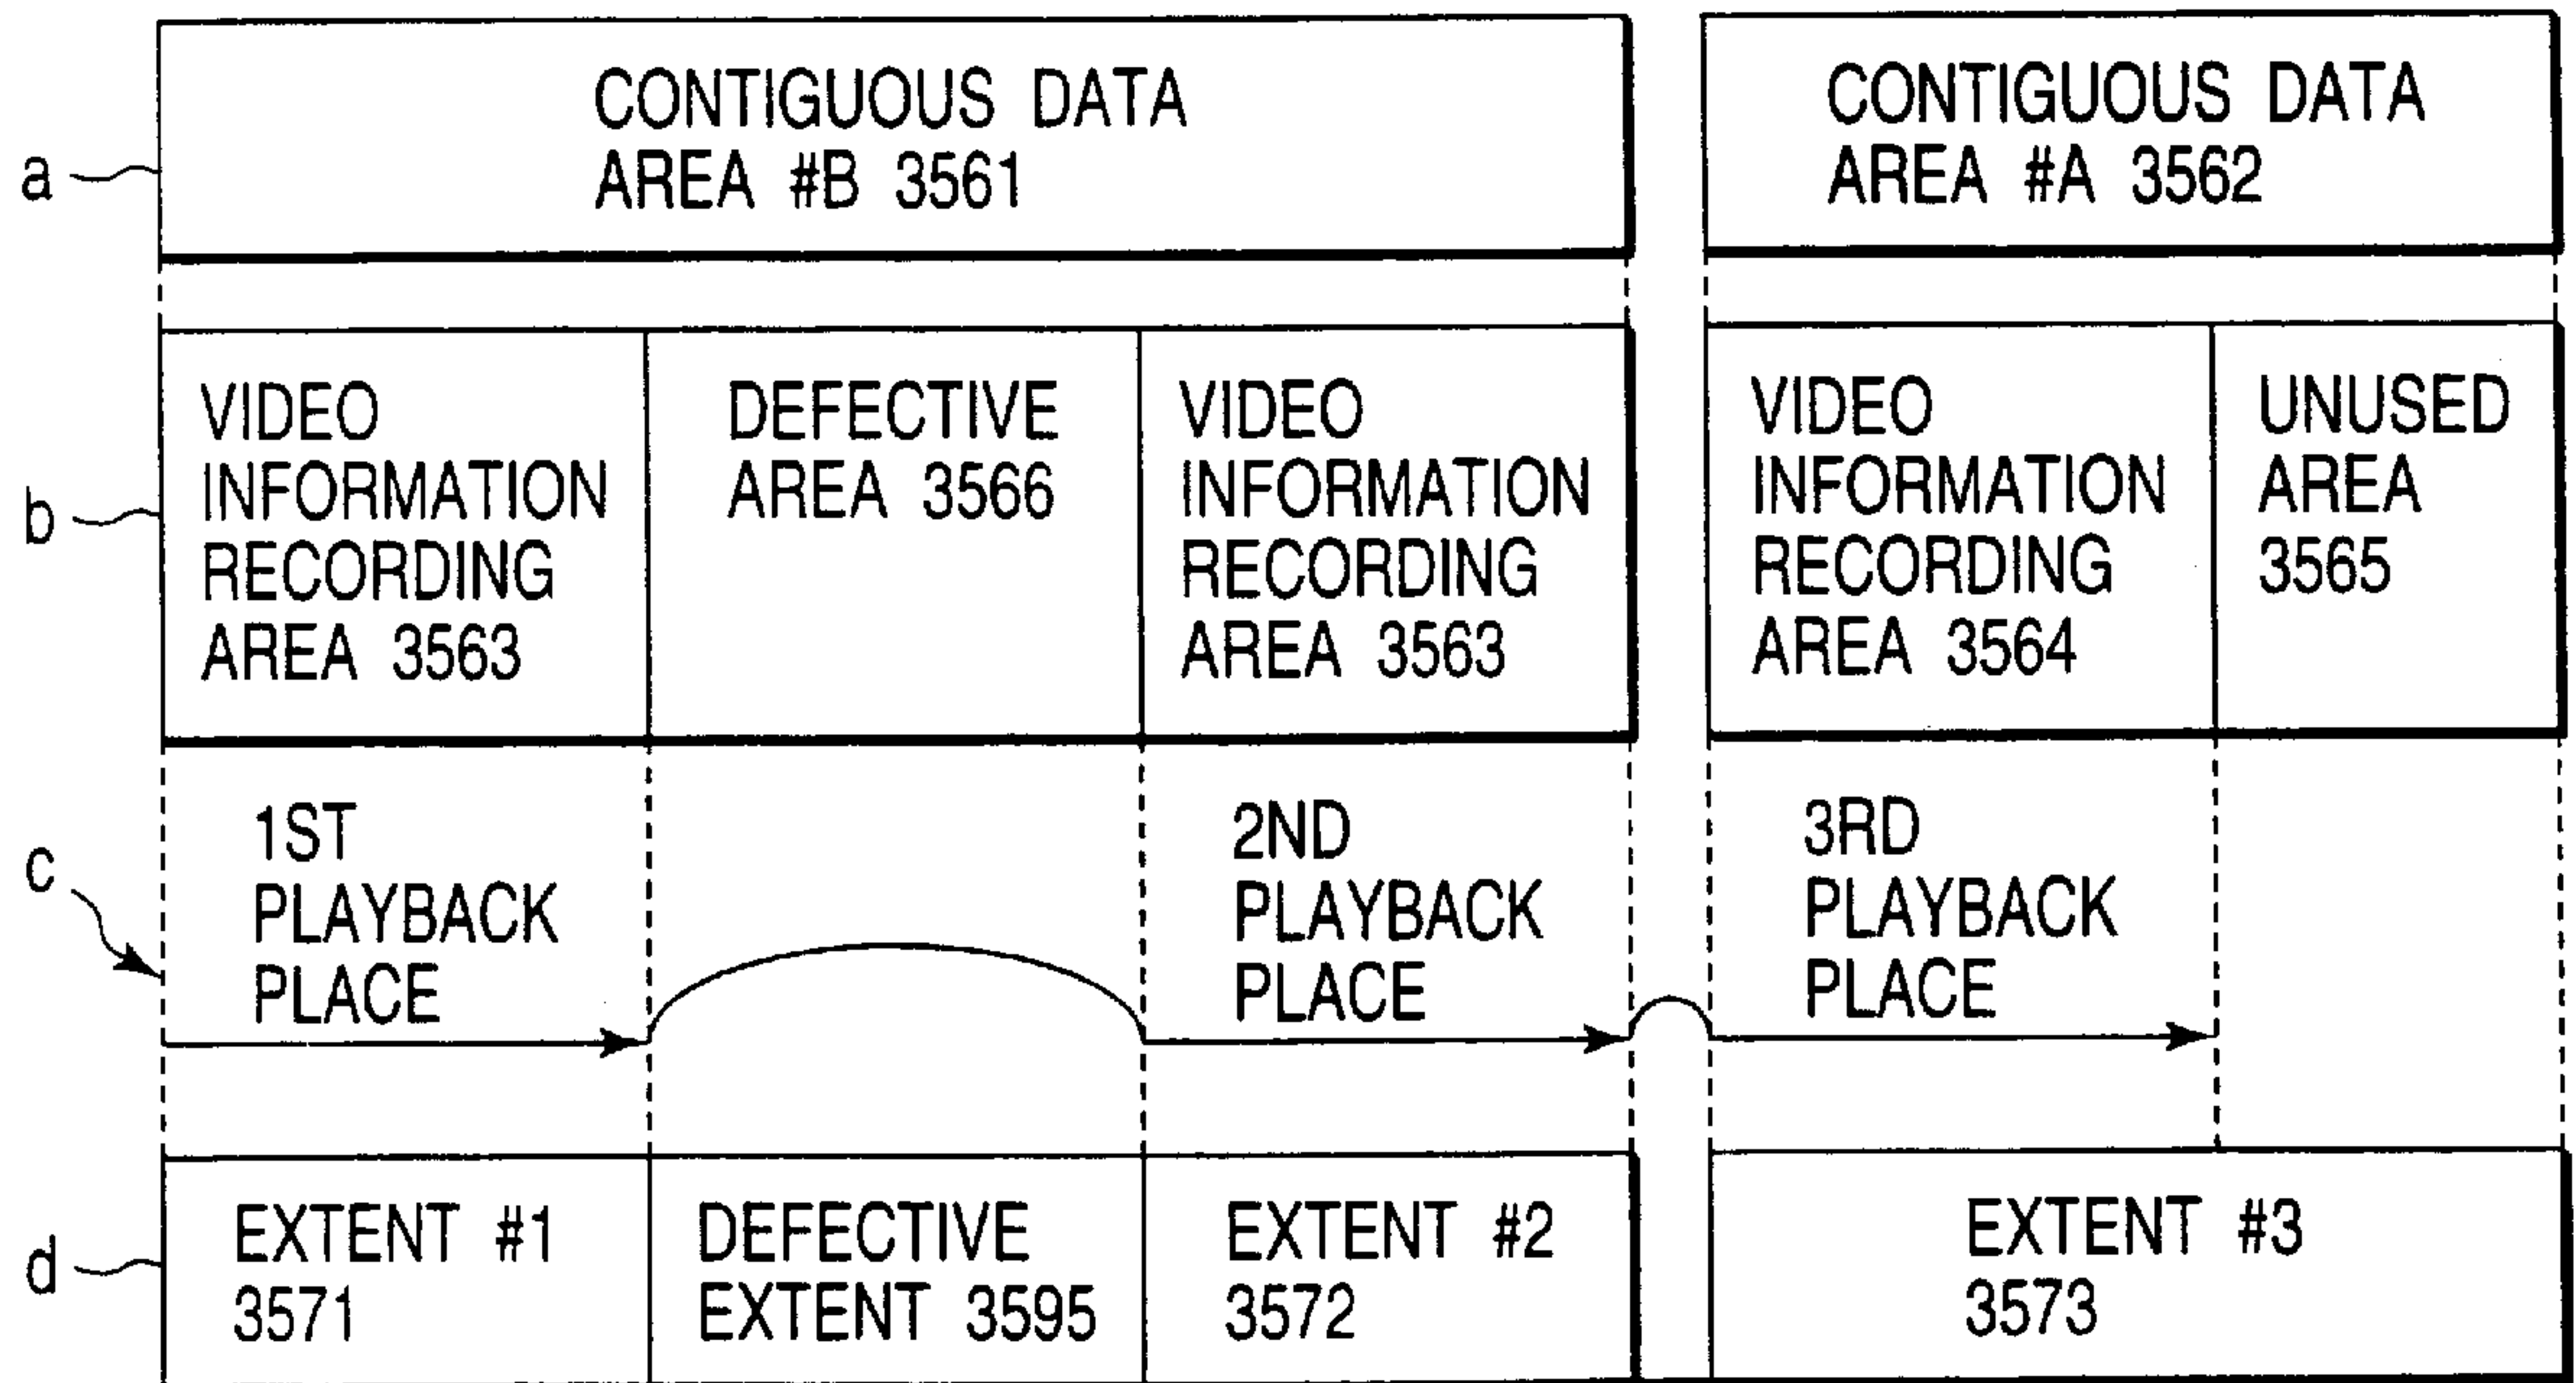 a
CONTIGUOUS DATA
AREA #B 3561
CONTIGUOUS DATA
AREA #A 3562
b
VIDEO
INFORMATION
RECORDING
AREA 3563
DEFECTIVE
AREA 3566
VIDEO
INFORMATION
RECORDING
AREA 3563
VIDEO
INFORMATION
RECORDING
AREA 3564
UNUSED
AREA
3565
c
1ST
PLAYBACK
PLACE
2ND
PLAYBACK
PLACE
3RD
PLAYBACK
PLACE
d
EXTENT #1
3571
DEFECTIVE
EXTENT 3595
EXTENT #2
3572
EXTENT #3
3573